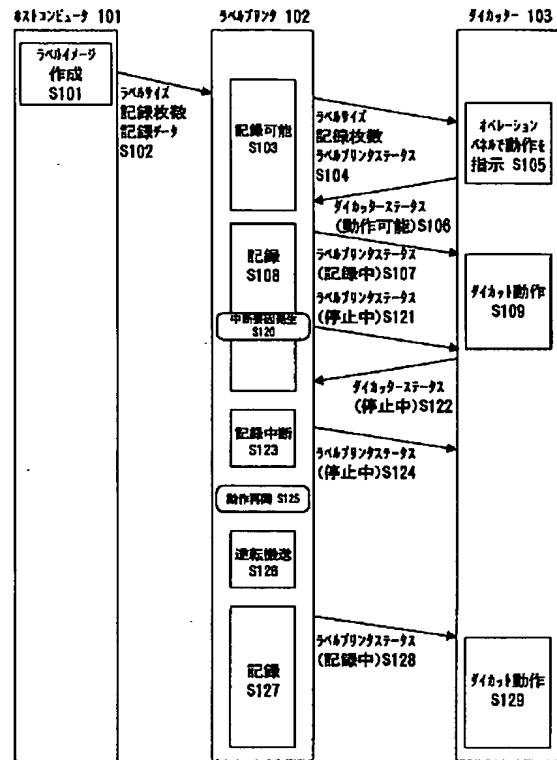 ホストコンピュータ 101
ラベルプリンタ 102
ダイカッター 103
ラベルイメージ
作成
S101
ラベルサイズ
記録枚数
記録データ
S102
記録可能
S103
ラベルサイズ
記録枚数
ラベルプリンタステータス
S104
オペレーション
パネルで動作を
指示 S105
ダイカッターステータス
(動作可能)S106
記録
S108
ラベルプリンタステータス
(記録中)S107
ダイカット動作
S109
中断要因発生
S120
ラベルプリンタステータス
(停止中)S121
ダイカッターステータス
(停止中)S122
記録中断
S123
ラベルプリンタステータス
(停止中)S124
動作再開 S125
逆転搬送
S126
記録
S127
ラベルプリンタステータス
(記録中)S128
ダイカット動作
S129